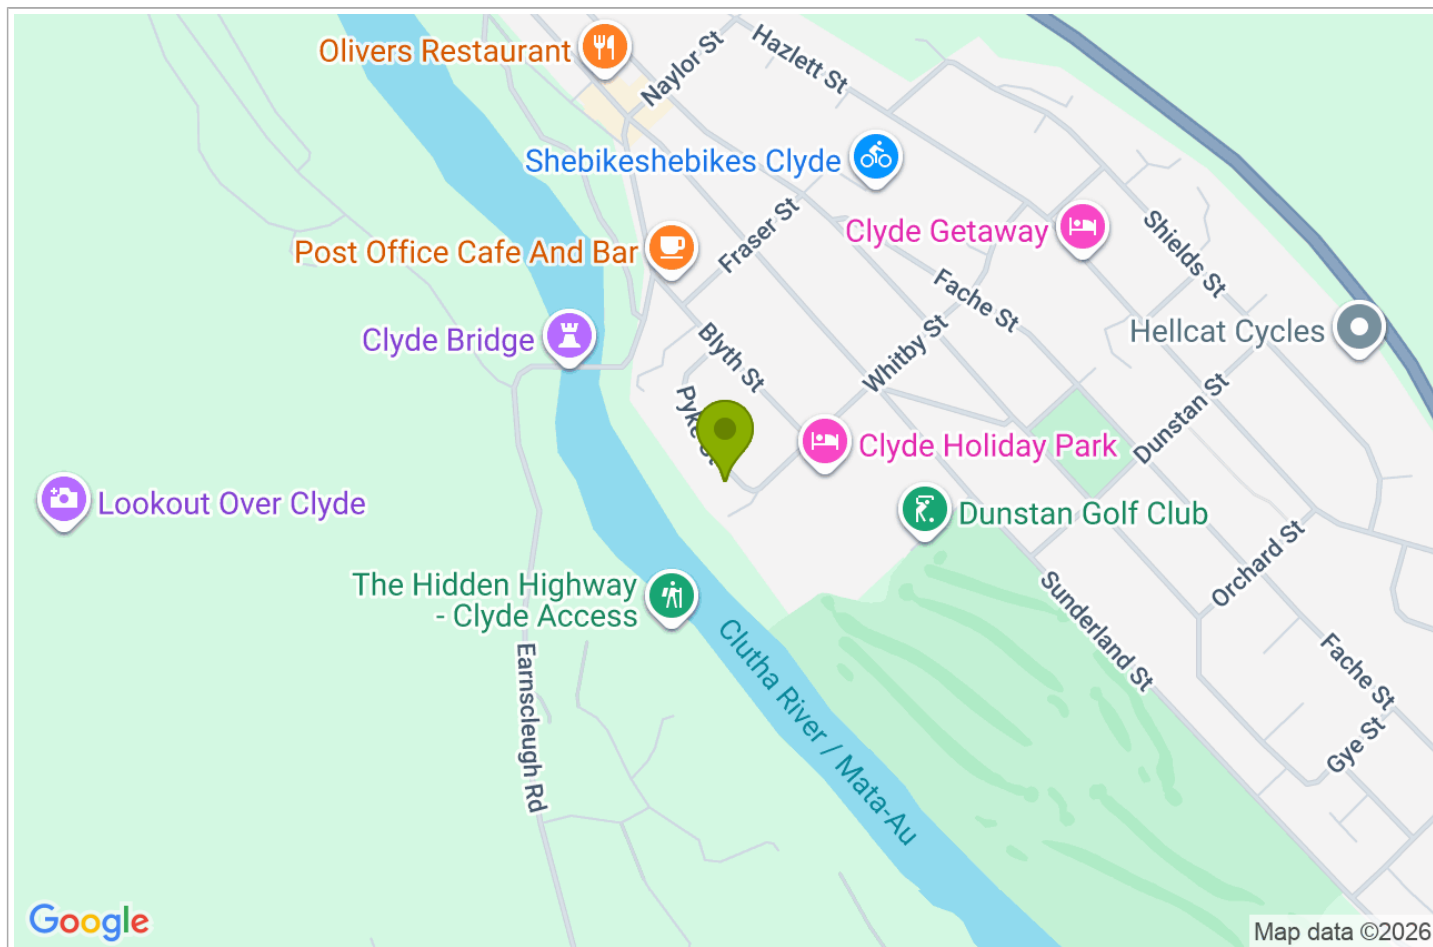 Olivers Restaurant
Naylor St
Hazlett St
Shebikeshebikes Clyde
Fraser St
Clyde Getaway
Shields St
Post Office Cafe And Bar
Fache St
Hellcat Cycles
Clyde Bridge
Blyth St
Whitby St
Pyke St
Dunstan St
Clyde Holiday Park
Lookout Over Clyde
Dunstan Golf Club
Orchard St
The Hidden Highway
- Clyde Access
Sunderland St
Clutha River / Mata-Au
Earnscleugh Rd
Fache St
Gye St
Google
Map data ©2026